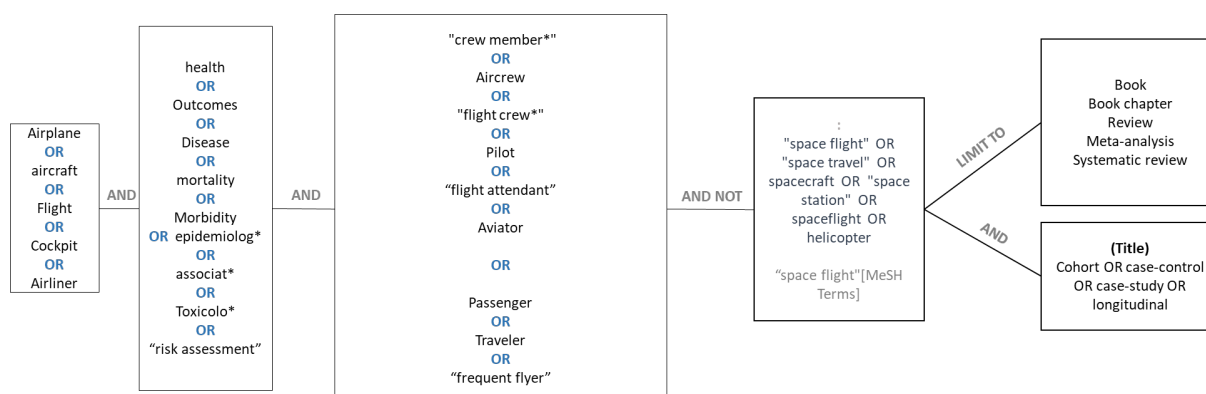 Airplane
OR
aircraft
OR
Flight
OR
Cockpit
OR
Airliner
AND
health
OR
Outcomes
OR
Disease
OR
mortality
OR
Morbidity
OR epidemiolog*
OR
associat*
OR
Toxicolo*
OR
“risk assessment”
AND
"crew member*"
OR
Aircrew
OR
"flight crew*"
OR
Pilot
OR
“flight attendant”
OR
Aviator
OR
Passenger
OR
Traveler
OR
“frequent flyer”
AND NOT
:
"space flight" OR
"space travel" OR
spacecraft OR "space
station" OR
spaceflight OR
helicopter
“space flight"[MeSH
Terms]
LIMIT TO
Book
Book chapter
Review
Meta-analysis
Systematic review
AND
(Title)
Cohort OR case-control
OR case-study OR
longitudinal